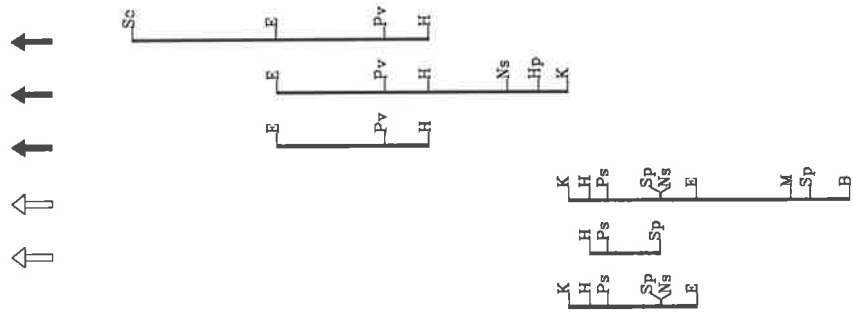 Sc E Pv H
E Pv H Ns Hp K
E Pv H
K H Ps Sp Ns E M Sp B
H Ps Sp
K H Ps Sp Ns E